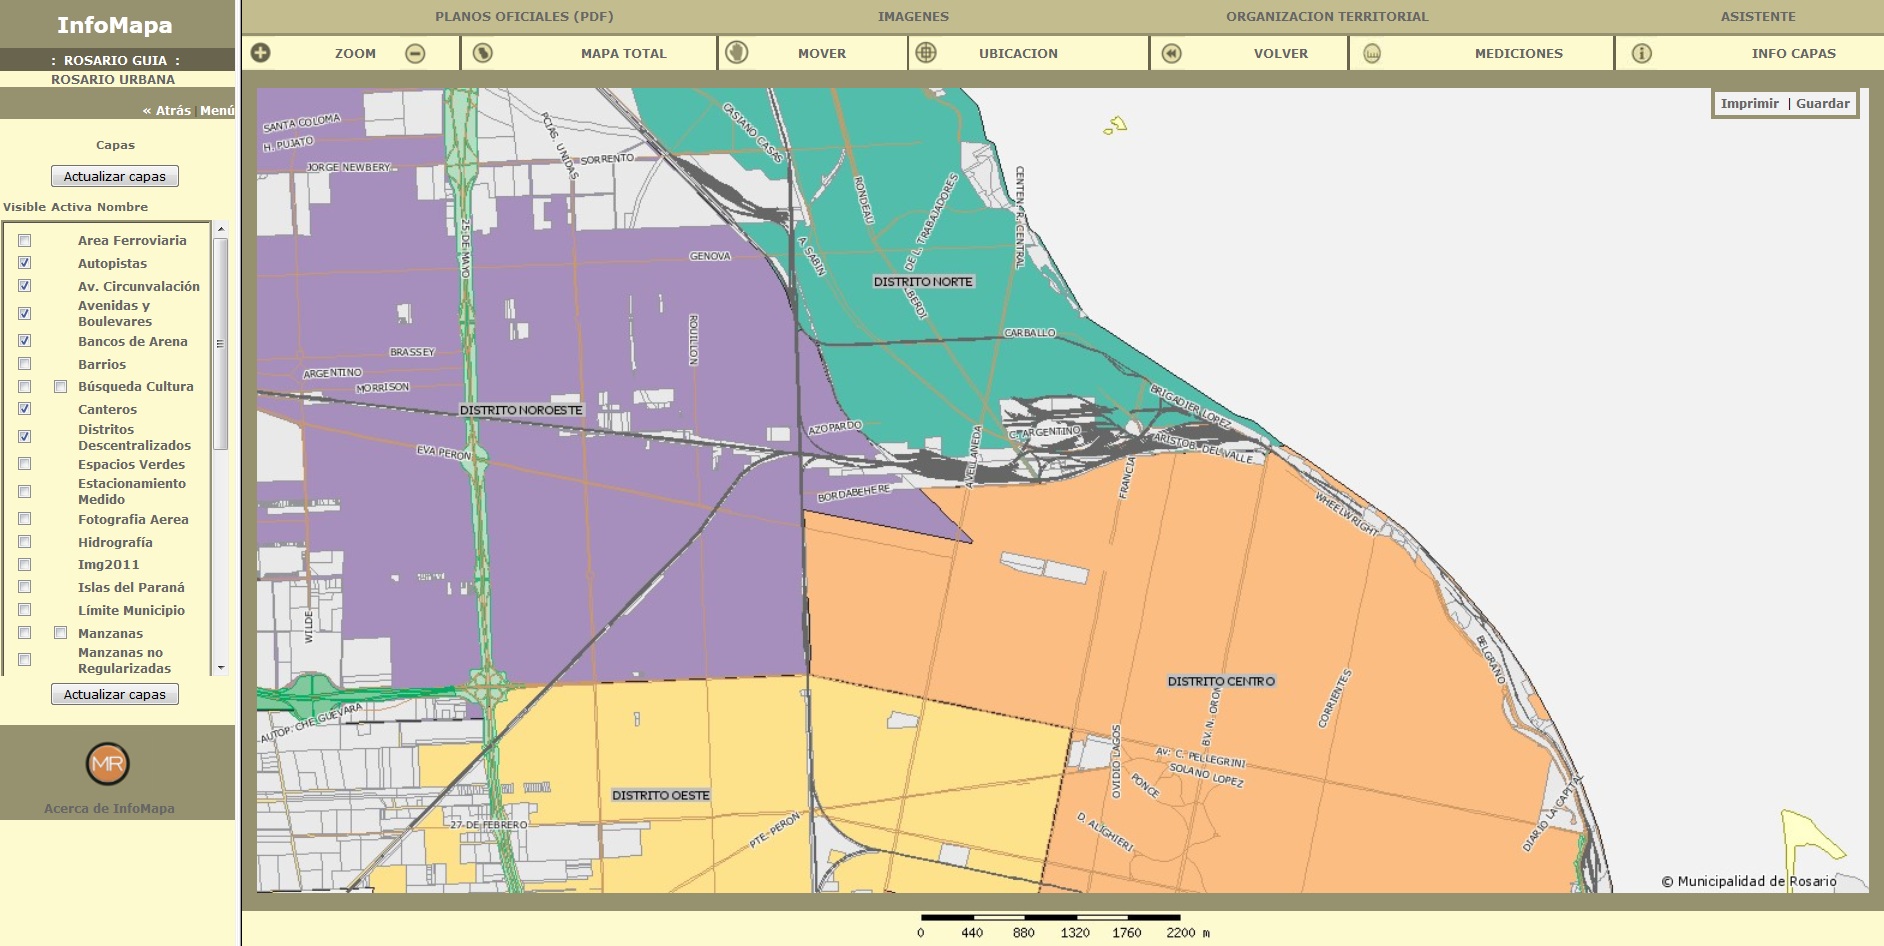 InfoMapa
: ROSARIO GUIA :
ROSARIO URBANA
« Atrás | Menú
Capas
Actualizar capas
Visible Activa Nombre
Area Ferroviaria
Autopistas
Av. Circunvalación
Avenidas y
Boulevares
Bancos de Arena
Barrios
Búsqueda Cultura
Canteros
Distritos
Descentralizados
Espacios Verdes
Estacionamiento
Medido
Fotografia Aerea
Hidrografía
Img2011
Islas del Paraná
Límite Municipio
Manzanas
Manzanas no
Regularizadas
Actualizar capas
MR
Acerca de InfoMapa
PLANOS OFICIALES (PDF)
IMAGENES
ORGANIZACION TERRITORIAL
ASISTENTE
ZOOM
MAPA TOTAL
MOVER
UBICACION
VOLVER
MEDICIONES
INFO CAPAS
Imprimir | Guardar
SANTA COLOMA
H. PUJATO
JORGE NEWBERY
PCIAS. UNIDAS
SORRENTO
CASIANO CASAS
25 DE MAYO
RONDEAU
DE L. TRABAJADORES
CENTEN. R. CENTRAL
A. SABIN
GENOVA
DISTRITO NORTE
LBERDI
ROUILLON
CARBALLO
BRASSEY
ARGENTINO
MORRISON
DISTRITO NOROESTE
BRIGADIER LOPEZ
AZOPARDO
AVELLANEDA
C. ARGENTINO
ARISTOB. DEL VALLE
EVA PERON
FRANCIA
BORDABEHERE
WHEELWRIGHT
WILDE
BELGRANO
DISTRITO CENTRO
CORRIENTES
AUTOP. CHE GUEVARA
OVIDIO LAGOS
BV. N. OROÑ
AV: C. PELLEGRINI
SOLANO LOPEZ
PONCE
DISTRITO OESTE
27 DE FEBRERO
PTE. PERON
D. ALIGHIERI
DIARIO LA CAPITAL
© Municipalidad de Rosario
0 440 880 1320 1760 2200 m